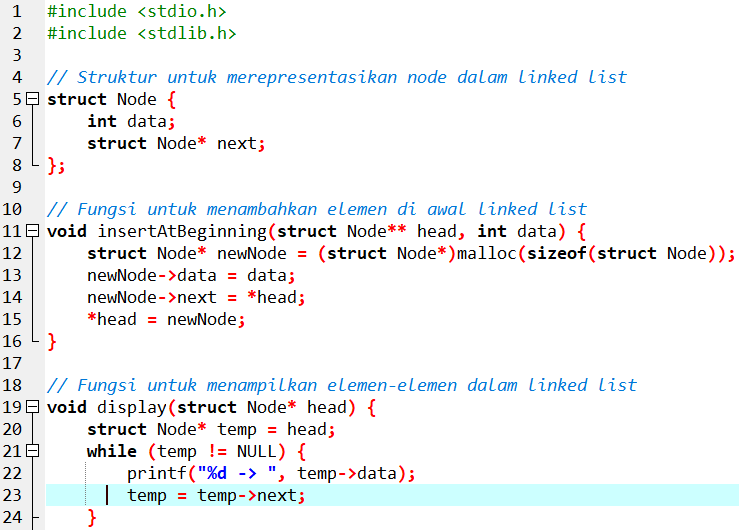 1 #include <stdio.h>
2 #include <stdlib.h>
3
4 // Struktur untuk merepresentasikan node dalam linked list
5 struct Node {
6     int data;
7     struct Node* next;
8 };
9
10 // Fungsi untuk menambahkan elemen di awal linked list
11 void insertAtBeginning(struct Node** head, int data) {
12     struct Node* newNode = (struct Node*)malloc(sizeof(struct Node));
13     newNode->data = data;
14     newNode->next = *head;
15     *head = newNode;
16 }
17
18 // Fungsi untuk menampilkan elemen-elemen dalam linked list
19 void display(struct Node* head) {
20     struct Node* temp = head;
21     while (temp != NULL) {
22         printf("%d -> ", temp->data);
23         temp = temp->next;
24     }